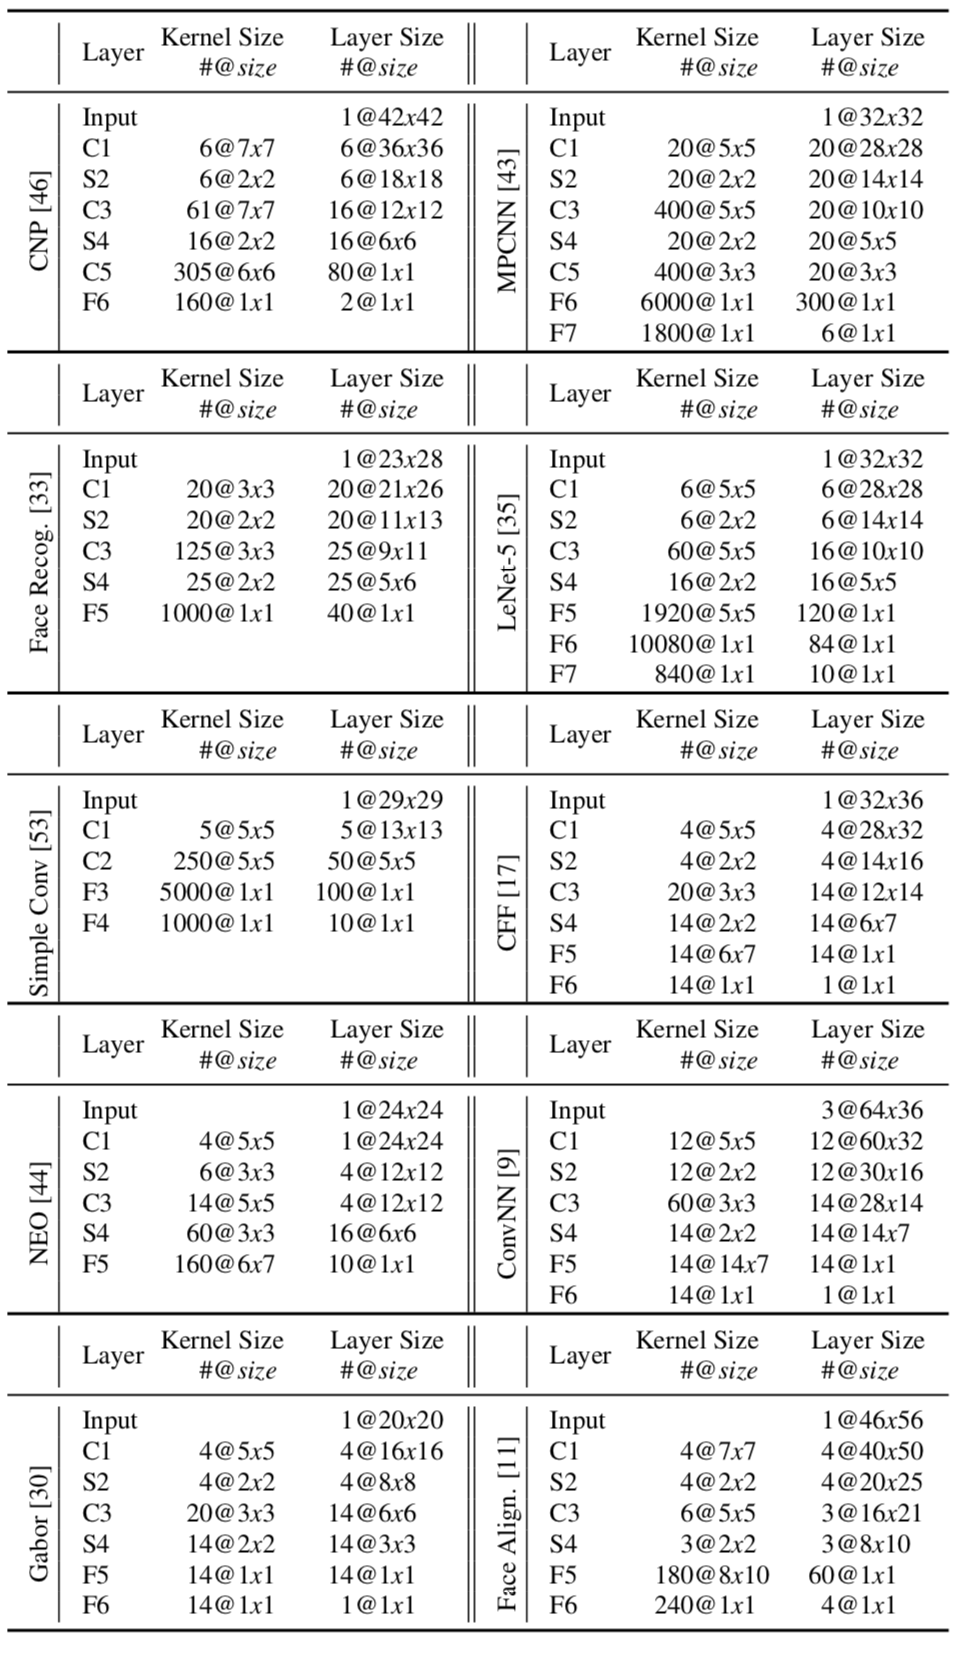 Layer Kernel Size #@size Layer Size #@size Layer Kernel Size #@size Layer Size #@size
CNP [46]
Input 1@42x42
C1 6@7x7 6@36x36
S2 6@2x2 6@18x18
C3 61@7x7 16@12x12
S4 16@2x2 16@6x6
C5 305@6x6 80@1x1
F6 160@1x1 2@1x1
MPCNN [43]
Input 1@32x32
C1 20@5x5 20@28x28
S2 20@2x2 20@14x14
C3 400@5x5 20@10x10
S4 20@2x2 20@5x5
C5 400@3x3 20@3x3
F6 6000@1x1 300@1x1
F7 1800@1x1 6@1x1
Layer Kernel Size #@size Layer Size #@size Layer Kernel Size #@size Layer Size #@size
Face Recog. [33]
Input 1@23x28
C1 20@3x3 20@21x26
S2 20@2x2 20@11x13
C3 125@3x3 25@9x11
S4 25@2x2 25@5x6
F5 1000@1x1 40@1x1
LeNet-5 [35]
Input 1@32x32
C1 6@5x5 6@28x28
S2 6@2x2 6@14x14
C3 60@5x5 16@10x10
S4 16@2x2 16@5x5
F5 1920@5x5 120@1x1
F6 10080@1x1 84@1x1
F7 840@1x1 10@1x1
Layer Kernel Size #@size Layer Size #@size Layer Kernel Size #@size Layer Size #@size
Simple Conv [53]
Input 1@29x29
C1 5@5x5 5@13x13
C2 250@5x5 50@5x5
F3 5000@1x1 100@1x1
F4 1000@1x1 10@1x1
CFF [17]
Input 1@32x36
C1 4@5x5 4@28x32
S2 4@2x2 4@14x16
C3 20@3x3 14@12x14
S4 14@2x2 14@6x7
F5 14@6x7 14@1x1
F6 14@1x1 1@1x1
Layer Kernel Size #@size Layer Size #@size Layer Kernel Size #@size Layer Size #@size
NEO [44]
Input 1@24x24
C1 4@5x5 1@24x24
S2 6@3x3 4@12x12
C3 14@5x5 4@12x12
S4 60@3x3 16@6x6
F5 160@6x7 10@1x1
ConvNN [9]
Input 3@64x36
C1 12@5x5 12@60x32
S2 12@2x2 12@30x16
C3 60@3x3 14@28x14
S4 14@2x2 14@14x7
F5 14@14x7 14@1x1
F6 14@1x1 1@1x1
Layer Kernel Size #@size Layer Size #@size Layer Kernel Size #@size Layer Size #@size
Gabor [30]
Input 1@20x20
C1 4@5x5 4@16x16
S2 4@2x2 4@8x8
C3 20@3x3 14@6x6
S4 14@2x2 14@3x3
F5 14@1x1 14@1x1
F6 14@1x1 1@1x1
Face Align. [11]
Input 1@46x56
C1 4@7x7 4@40x50
S2 4@2x2 4@20x25
C3 6@5x5 3@16x21
S4 3@2x2 3@8x10
F5 180@8x10 60@1x1
F6 240@1x1 4@1x1